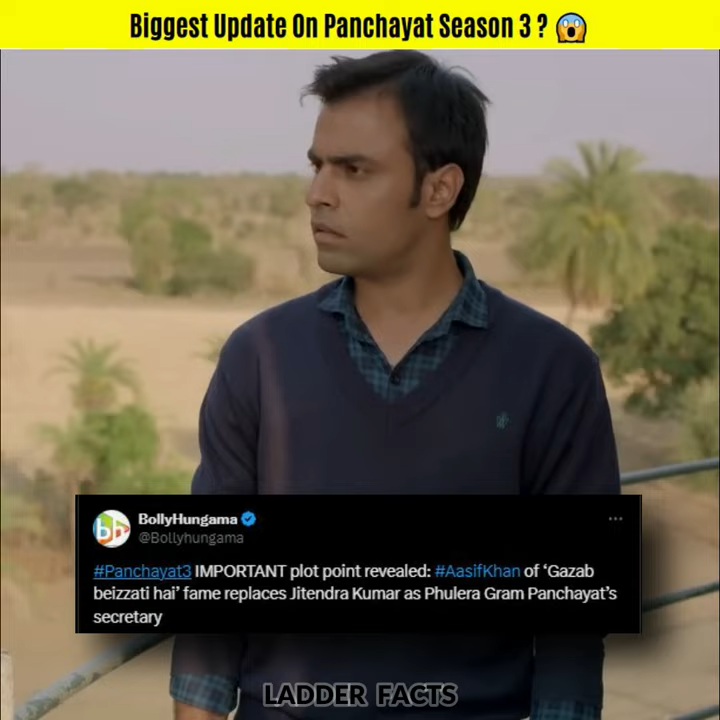 Biggest Update On Panchayat Season 3 ? 😱
BollyHungama
@Bollyhungama
#Panchayat3 IMPORTANT plot point revealed: #AasifKhan of ‘Gazab
beizzati hai’ fame replaces Jitendra Kumar as Phulera Gram Panchayat’s
secretary
LADDER FACTS